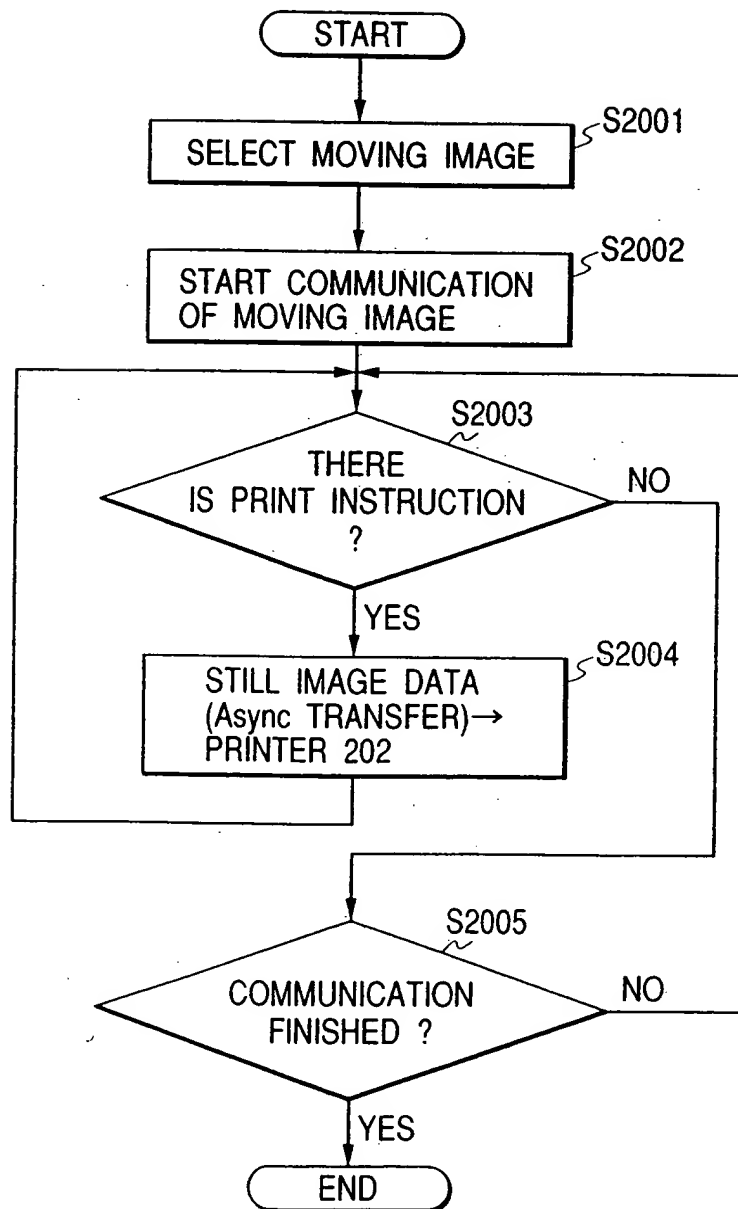 START
S2001
SELECT MOVING IMAGE
S2002
START COMMUNICATION
OF MOVING IMAGE
S2003
THERE
IS PRINT INSTRUCTION
?
NO
YES
S2004
STILL IMAGE DATA
(Async TRANSFER)→
PRINTER 202
S2005
COMMUNICATION
FINISHED ?
NO
YES
END